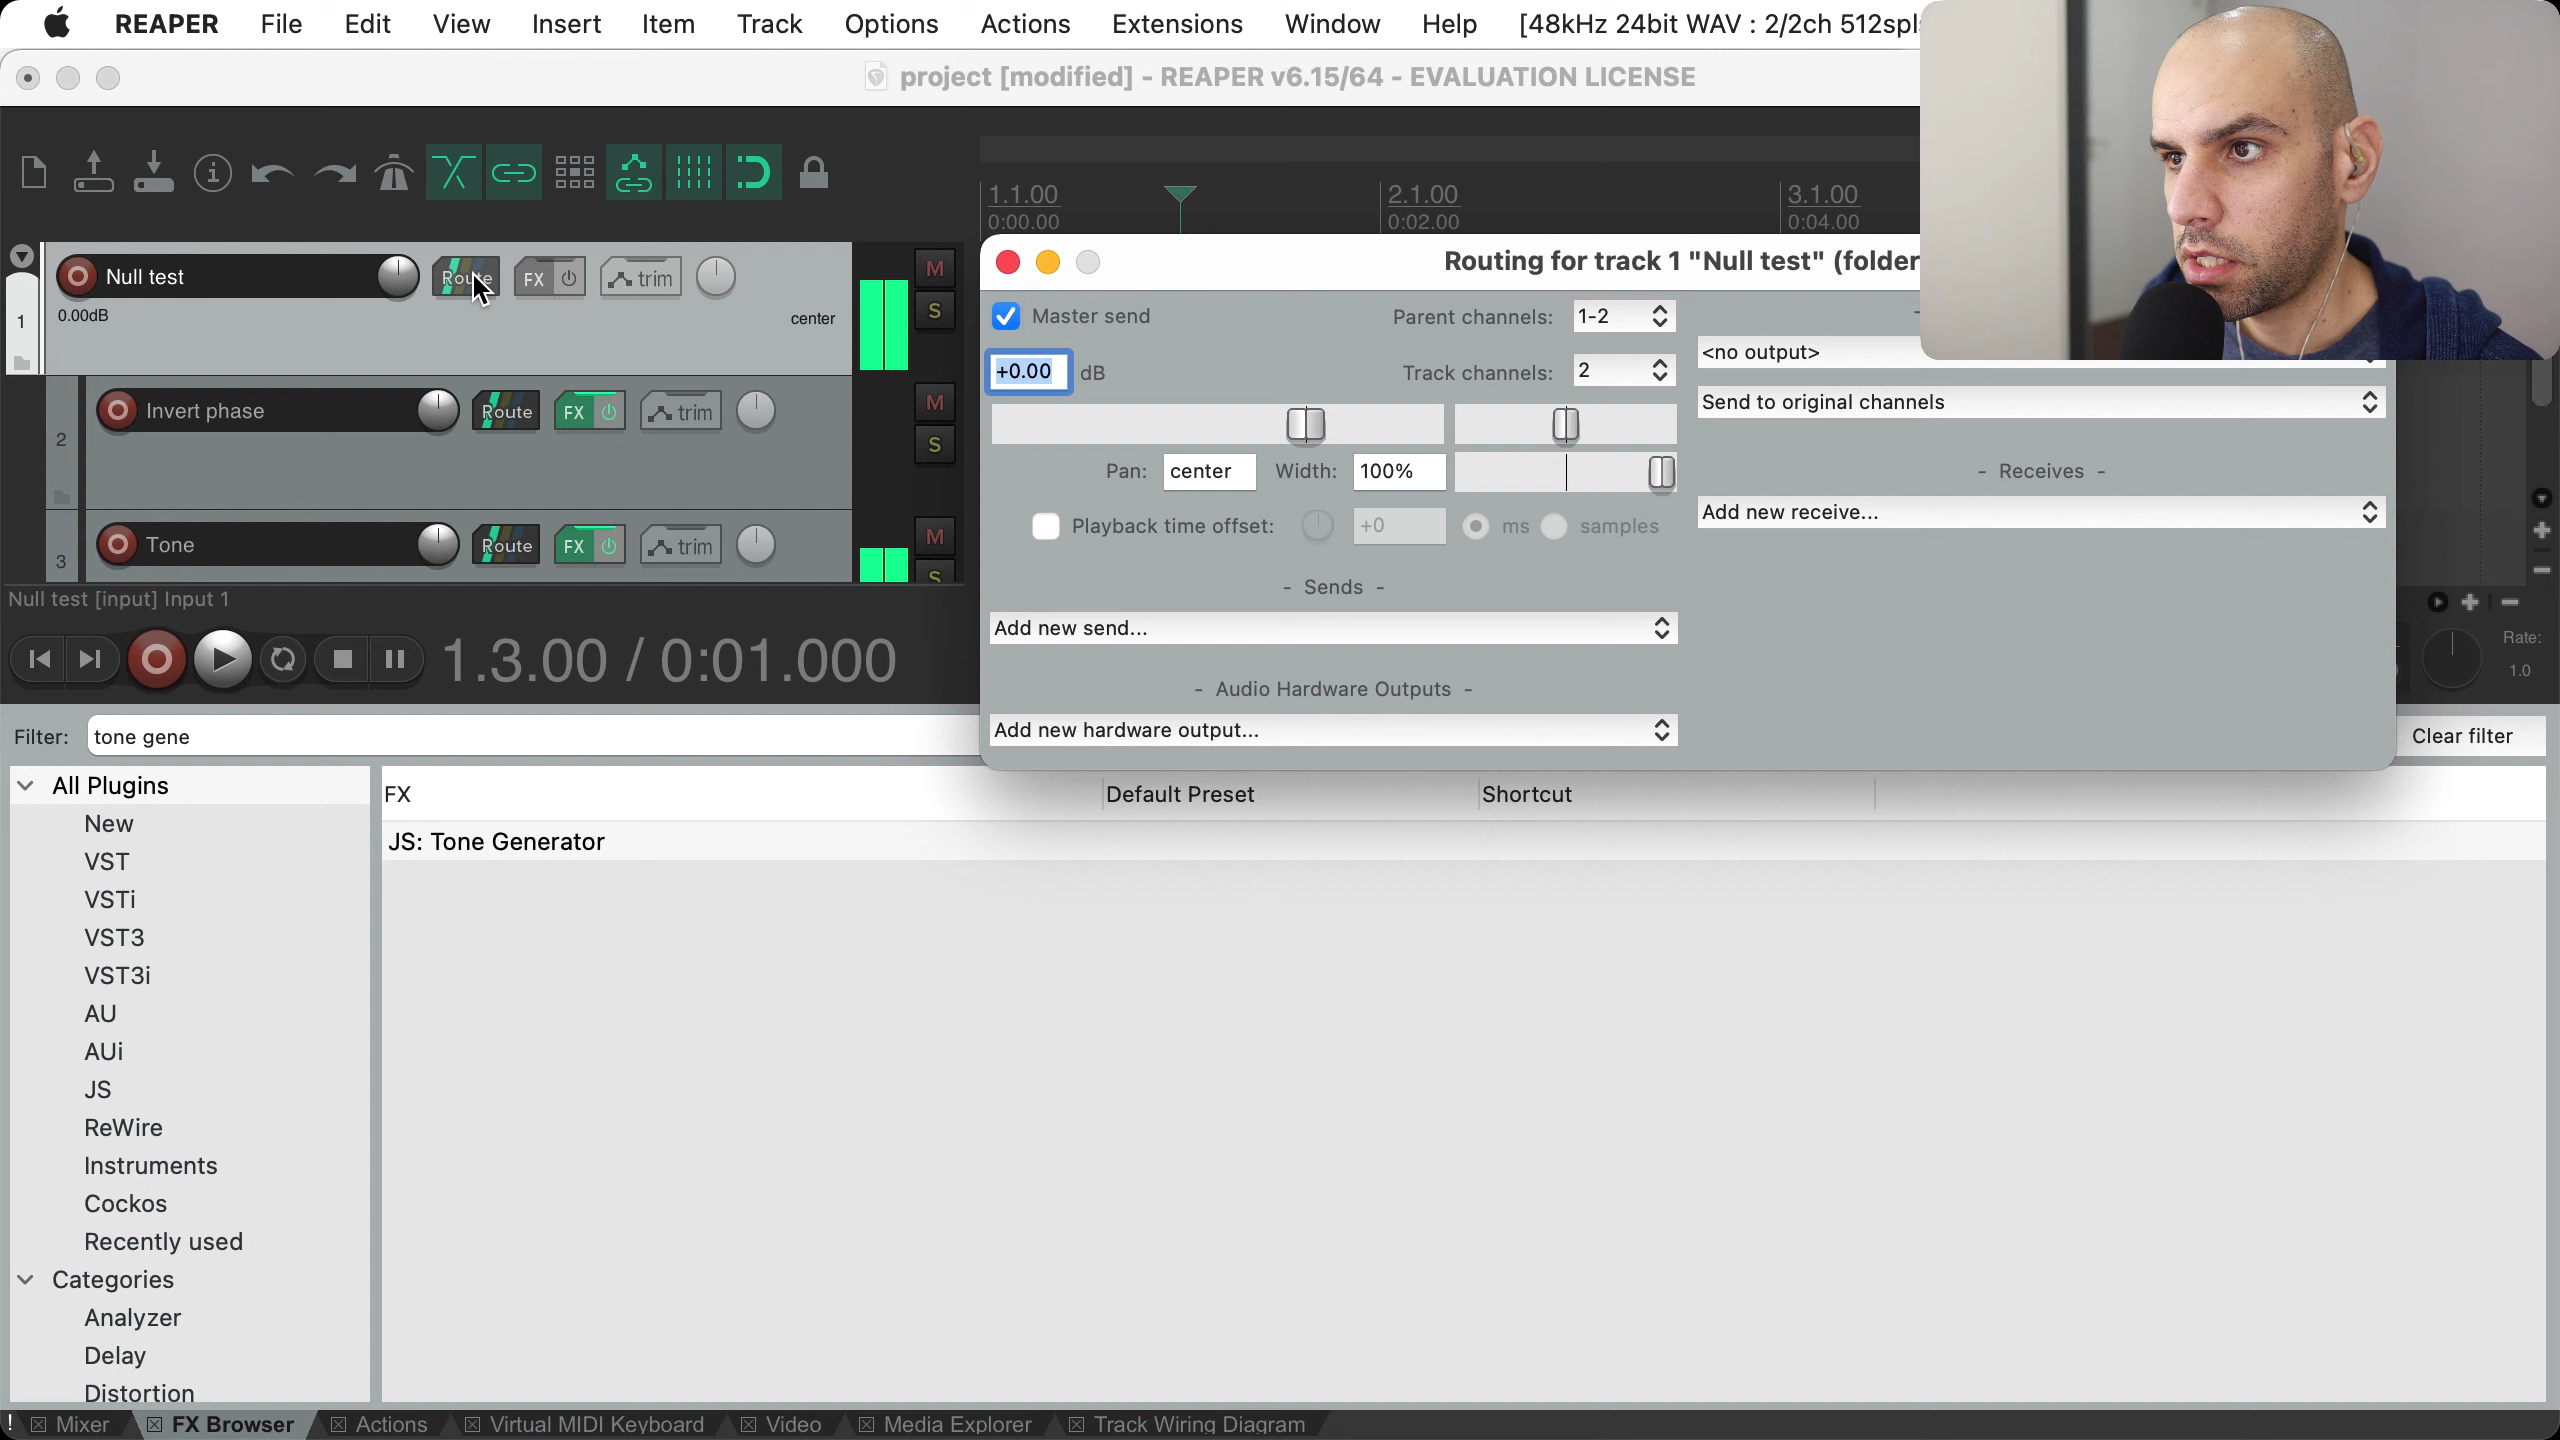 REAPER File Edit View Insert Item Track Options Actions Extensions Window Help [48kHz 24bit WAV : 2/2ch 512spls
project [modified] - REAPER v6.15/64 - EVALUATION LICENSE
1.1.00 2.1.00 3.1.00
0:00.00 0:02.00 0:04.00
Null test Route FX trim M
0.00dB center S
1
Routing for track 1 "Null test" (folder
Master send Parent channels: 1-2
+0.00 dB Track channels: 2
<no output>
Send to original channels
Pan: center Width: 100%
- Receives -
Playback time offset: +0 ms samples
Add new receive...
- Sends -
Add new send...
- Audio Hardware Outputs -
Add new hardware output...
Invert phase Route FX trim M
2 S
Tone Route FX trim M
3 S
Null test [input] Input 1
1.3.00 / 0:01.000
Rate:
1.0
Filter: tone gene Clear filter
All Plugins
New
VST
VSTi
VST3
VST3i
AU
AUi
JS
ReWire
Instruments
Cockos
Recently used
Categories
Analyzer
Delay
Distortion
FX Default Preset Shortcut
JS: Tone Generator
! Mixer FX Browser Actions Virtual MIDI Keyboard Video Media Explorer Track Wiring Diagram